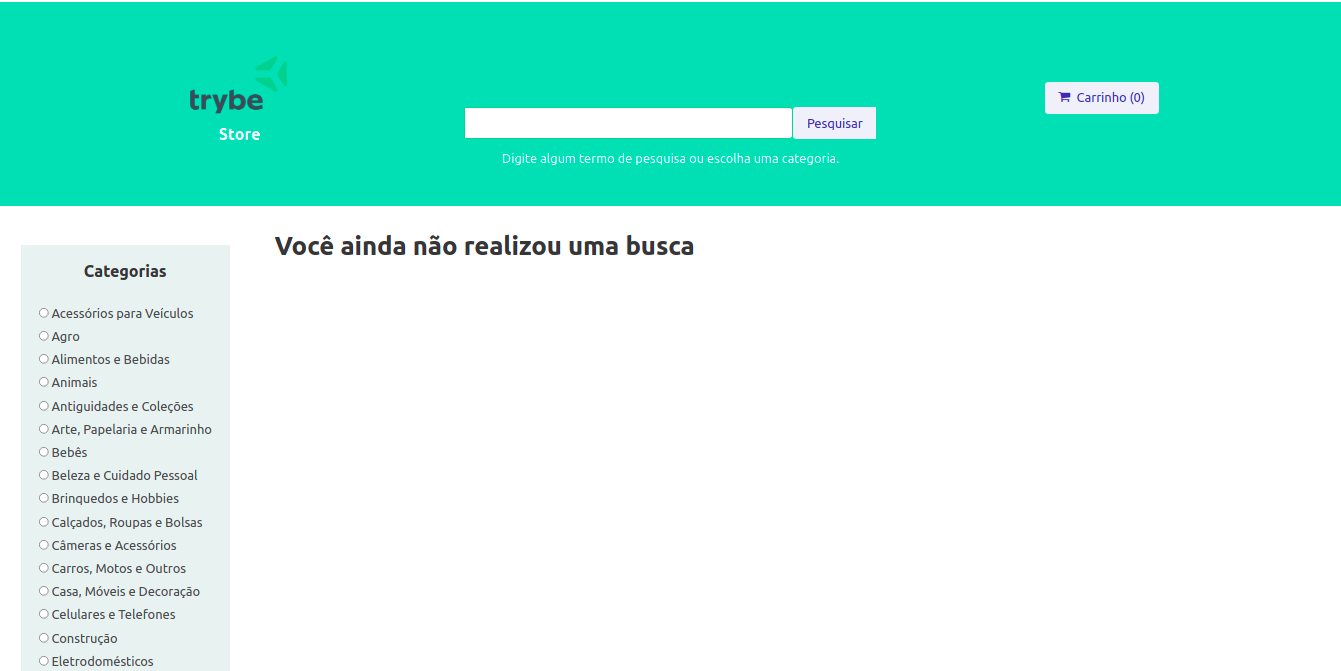 trybe
Store
Pesquisar
Digite algum termo de pesquisa ou escolha uma categoria.
Carrinho (0)
Categorias
Acessórios para Veículos
Agro
Alimentos e Bebidas
Animais
Antiguidades e Coleções
Arte, Papelaria e Armarinho
Bebês
Beleza e Cuidado Pessoal
Brinquedos e Hobbies
Calçados, Roupas e Bolsas
Câmeras e Acessórios
Carros, Motos e Outros
Casa, Móveis e Decoração
Celulares e Telefones
Construção
Eletrodomésticos
Você ainda não realizou uma busca